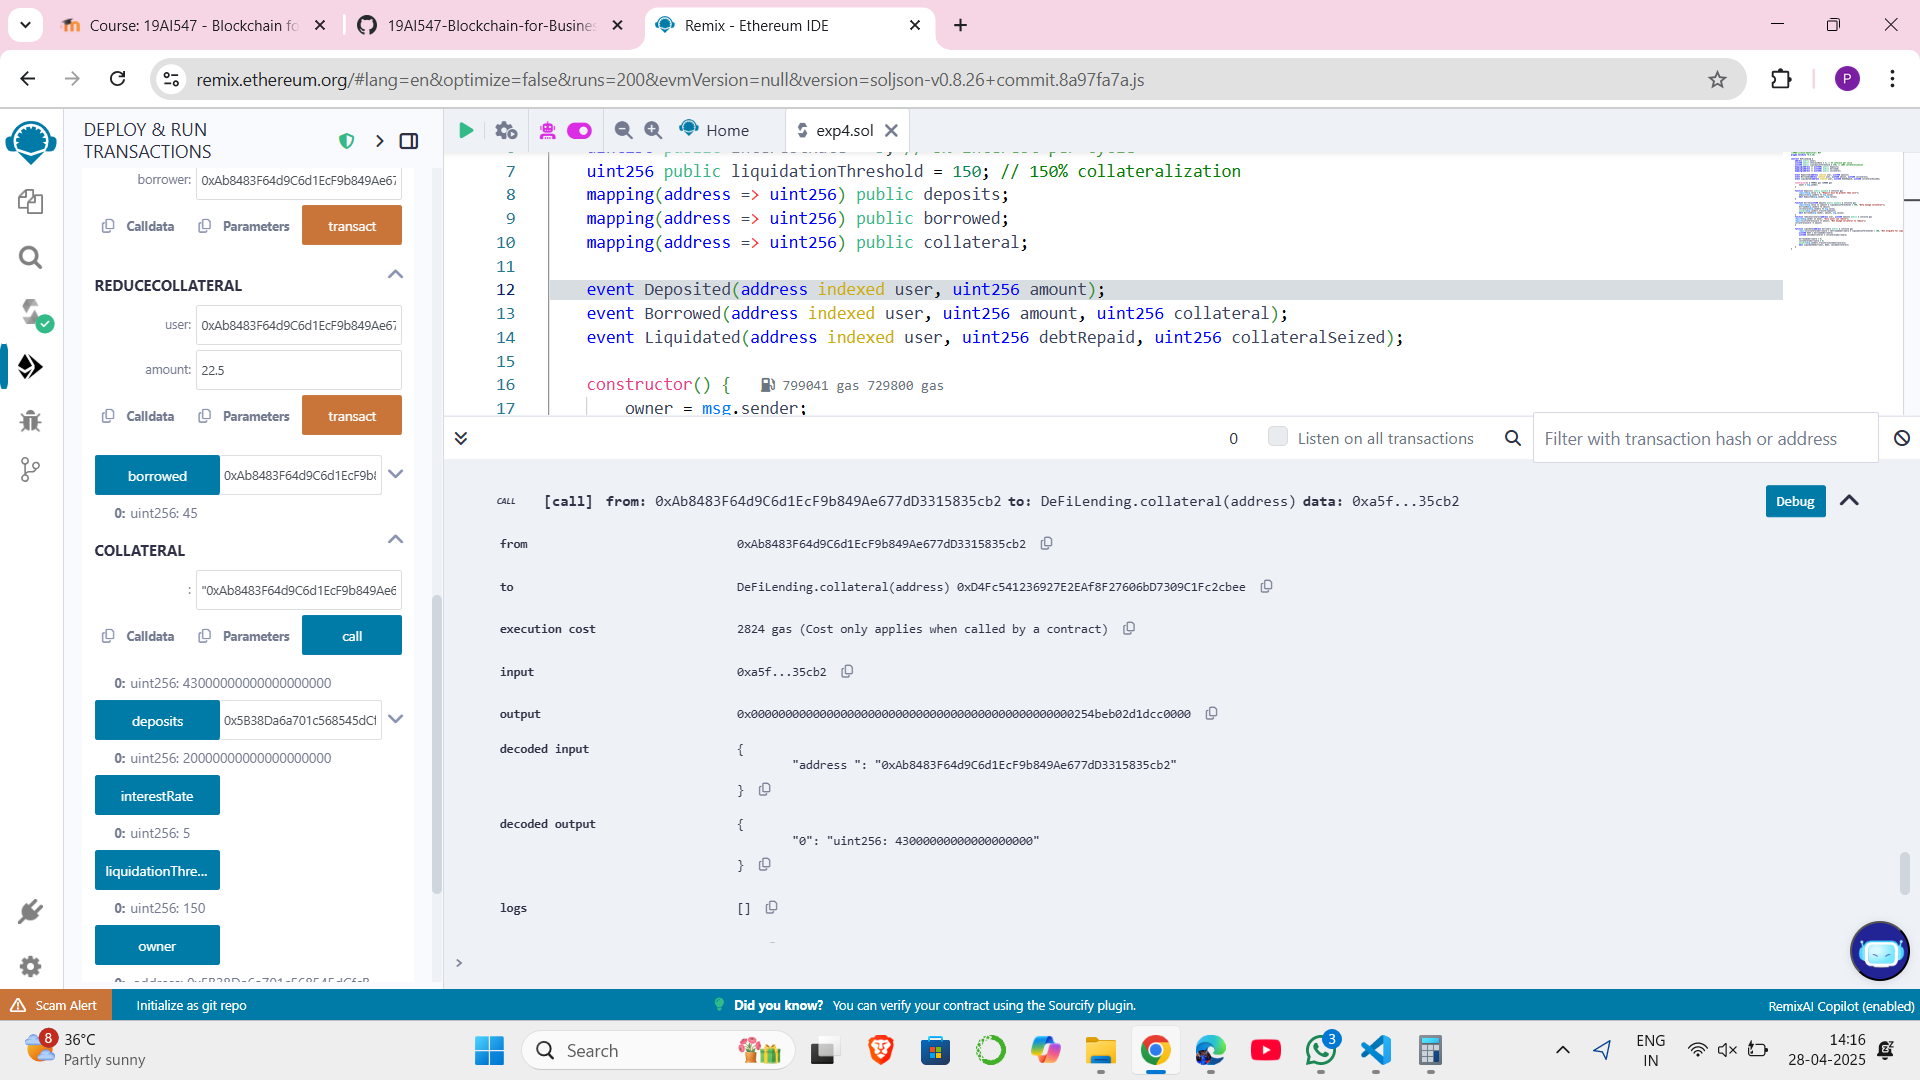 Course: 19AI547 - Blockchain fo
19AI547-Blockchain-for-Busines
Remix - Ethereum IDE
remix.ethereum.org/#lang=en&optimize=false&runs=200&evmVersion=null&version=soljson-v0.8.26+commit.8a97fa7a.js
P
DEPLOY & RUN
TRANSACTIONS
borrower: 0xAb8483F64d9C6d1EcF9b849Ae67
Calldata Parameters transact
REDUCECOLLATERAL
user: 0xAb8483F64d9C6d1EcF9b849Ae67
amount: 22.5
Calldata Parameters transact
borrowed 0xAb8483F64d9C6d1EcF9b8
0: uint256: 45
COLLATERAL
: "0xAb8483F64d9C6d1EcF9b849Ae6
Calldata Parameters call
0: uint256: 43000000000000000000
deposits 0x5B38Da6a701c568545dCf
0: uint256: 20000000000000000000
interestRate
0: uint256: 5
liquidationThre...
0: uint256: 150
owner
Home
exp4.sol
7 uint256 public liquidationThreshold = 150; // 150% collateralization
8 mapping(address => uint256) public deposits;
9 mapping(address => uint256) public borrowed;
10 mapping(address => uint256) public collateral;
11
12 event Deposited(address indexed user, uint256 amount);
13 event Borrowed(address indexed user, uint256 amount, uint256 collateral);
14 event Liquidated(address indexed user, uint256 debtRepaid, uint256 collateralSeized);
15
16 constructor() { 799041 gas 729800 gas
17 owner = msg.sender;
0 Listen on all transactions Filter with transaction hash or address
CALL [call] from: 0xAb8483F64d9C6d1EcF9b849Ae677dD3315835cb2 to: DeFiLending.collateral(address) data: 0xa5f...35cb2 Debug
from 0xAb8483F64d9C6d1EcF9b849Ae677dD3315835cb2
to DeFiLending.collateral(address) 0xD4Fc541236927E2EAf8F27606bD7309C1Fc2cbee
execution cost 2824 gas (Cost only applies when called by a contract)
input 0xa5f...35cb2
output 0x00000000000000000000000000000000000000000000000254beb02d1dcc0000
decoded input {
"address ": "0xAb8483F64d9C6d1EcF9b849Ae677dD3315835cb2"
}
decoded output {
"0": "uint256: 43000000000000000000"
}
logs []
>
Scam Alert Initialize as git repo Did you know? You can verify your contract using the Sourcify plugin. RemixAI Copilot (enabled)
8 36°C
Partly sunny
Search
3
ENG
IN
14:16
28-04-2025